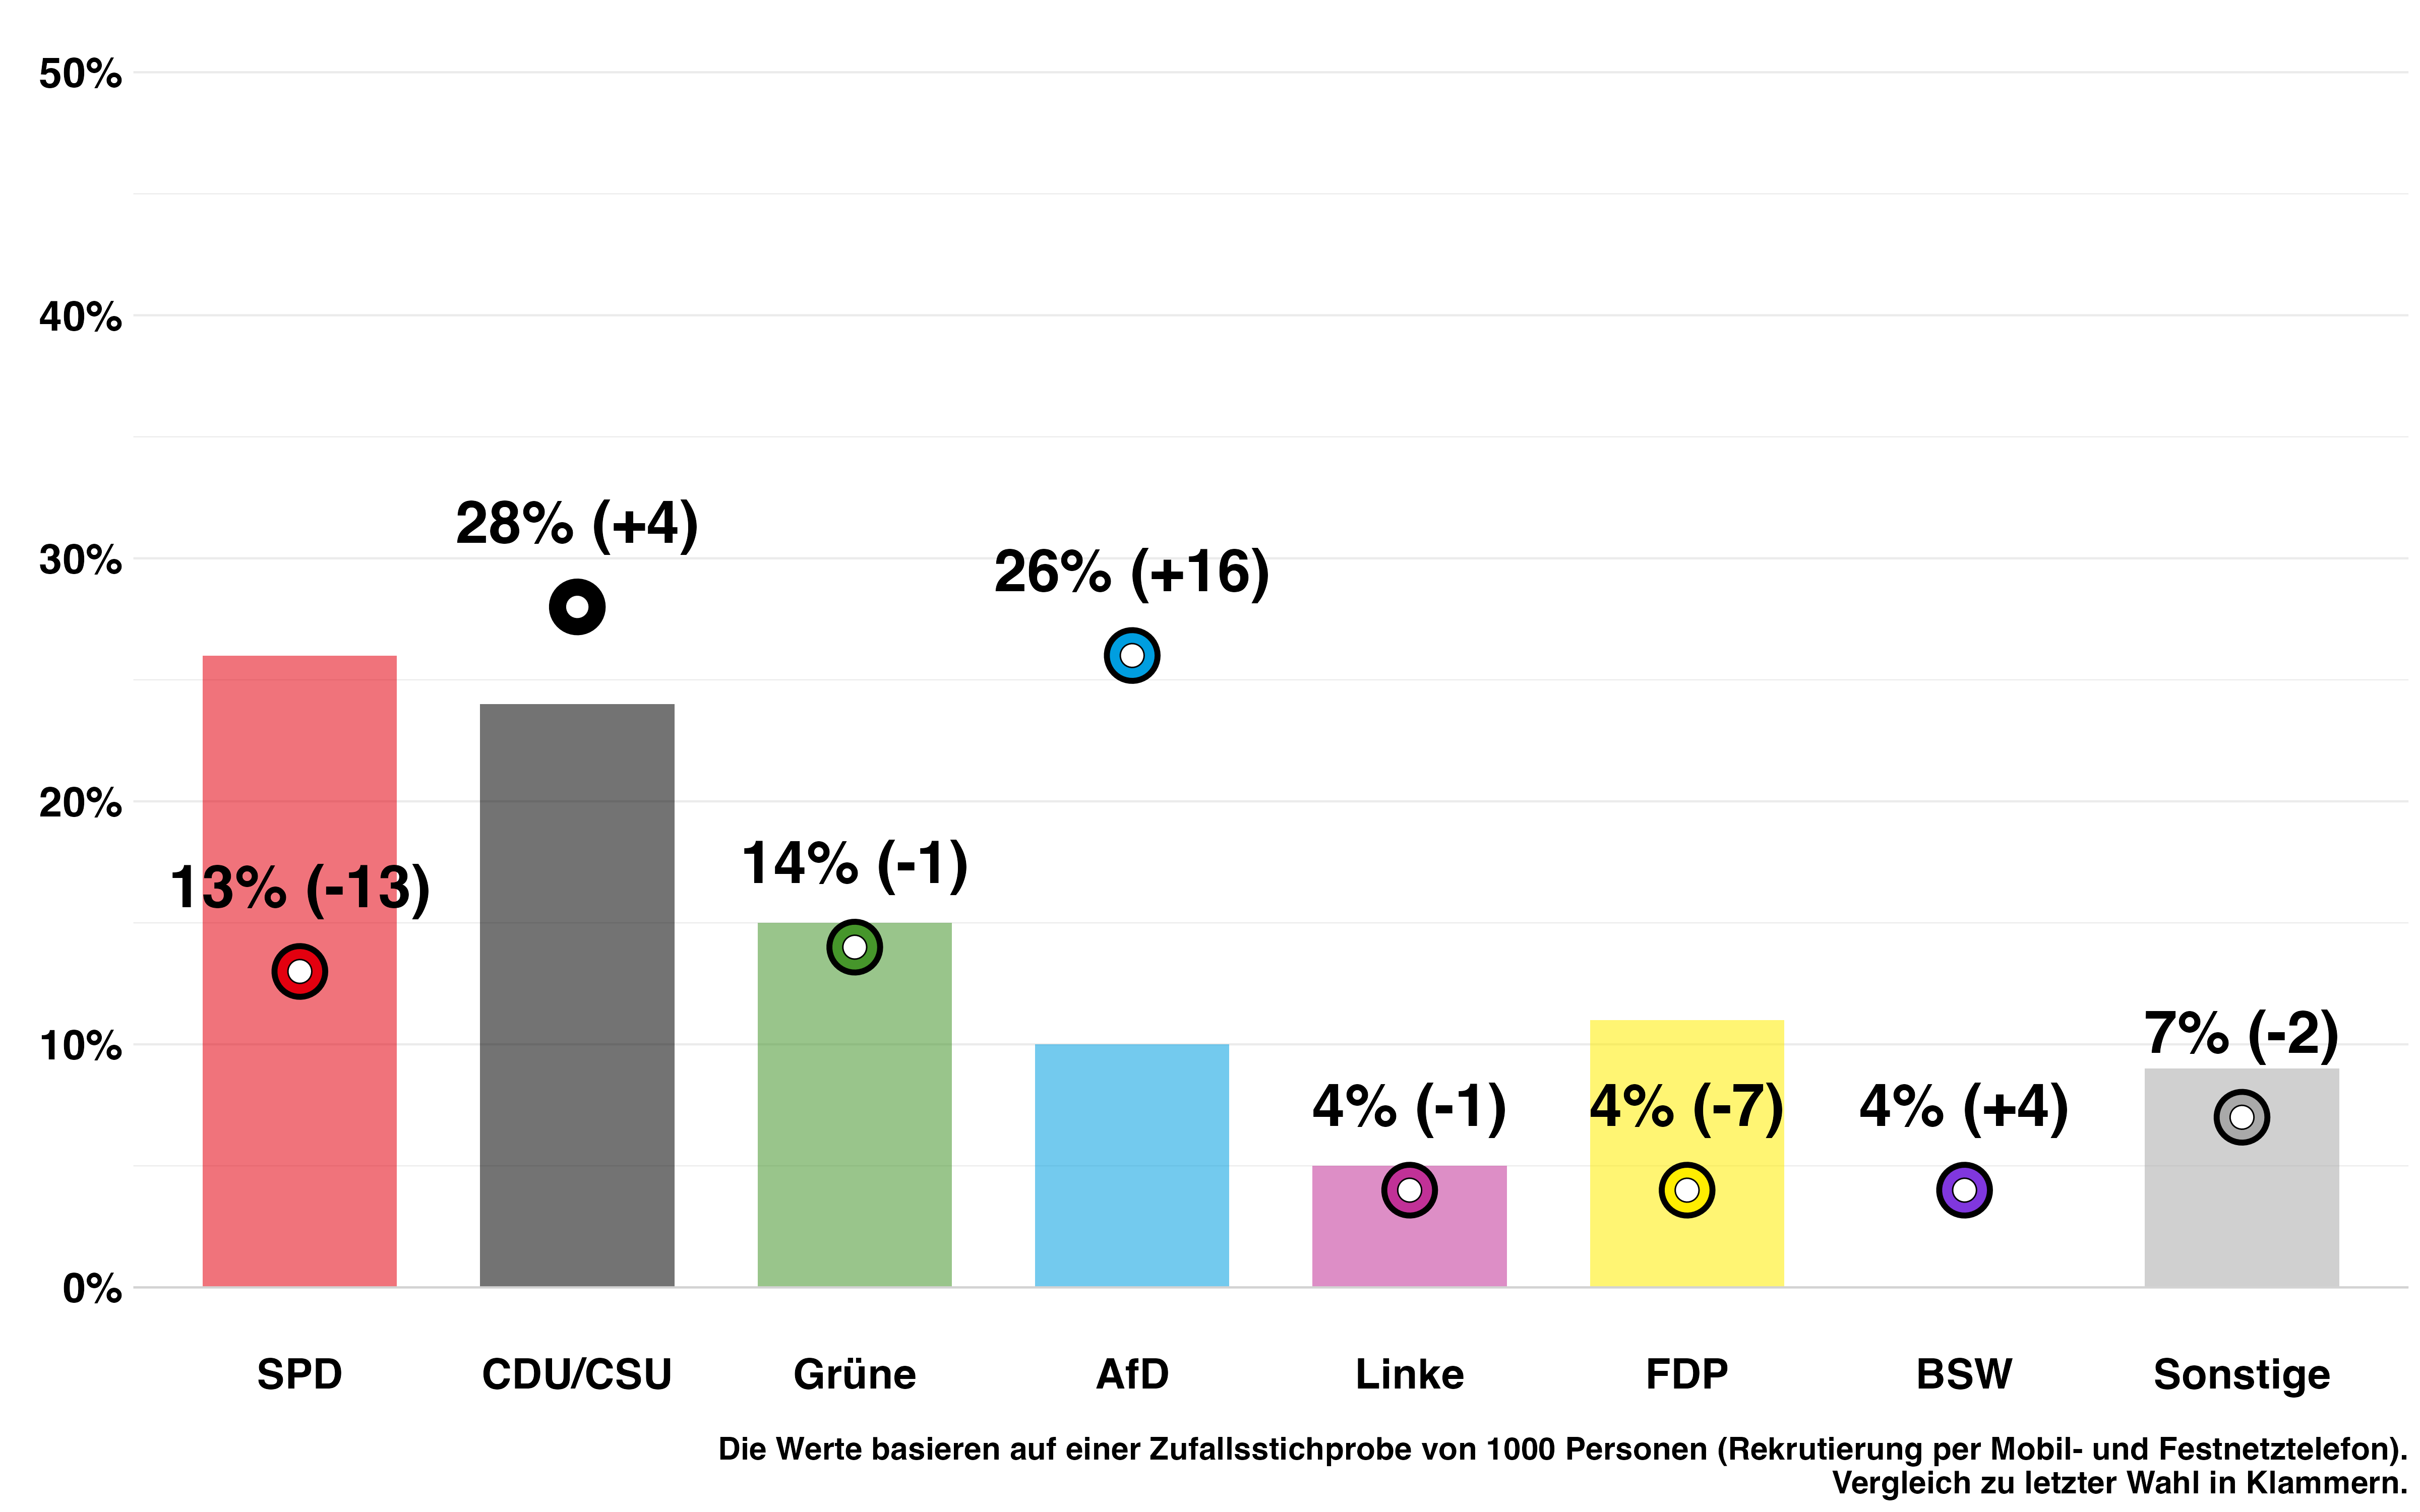 50%
40%
30%
20%
10%
0%
13% (-13)
28% (+4)
14% (-1)
26% (+16)
4% (-1)
4% (-7)
4% (+4)
7% (-2)
SPD
CDU/CSU
Grüne
AfD
Linke
FDP
BSW
Sonstige
Die Werte basieren auf einer Zufallsstichprobe von 1000 Personen (Rekrutierung per Mobil- und Festnetztelefon).
Vergleich zu letzter Wahl in Klammern.